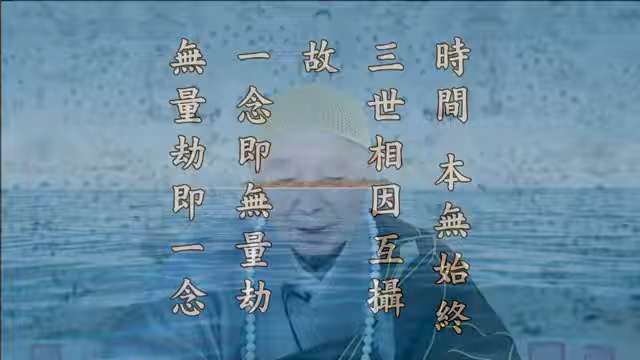 時間 本無始終
三世相因互攝
故
一念即無量劫
無量劫即一念